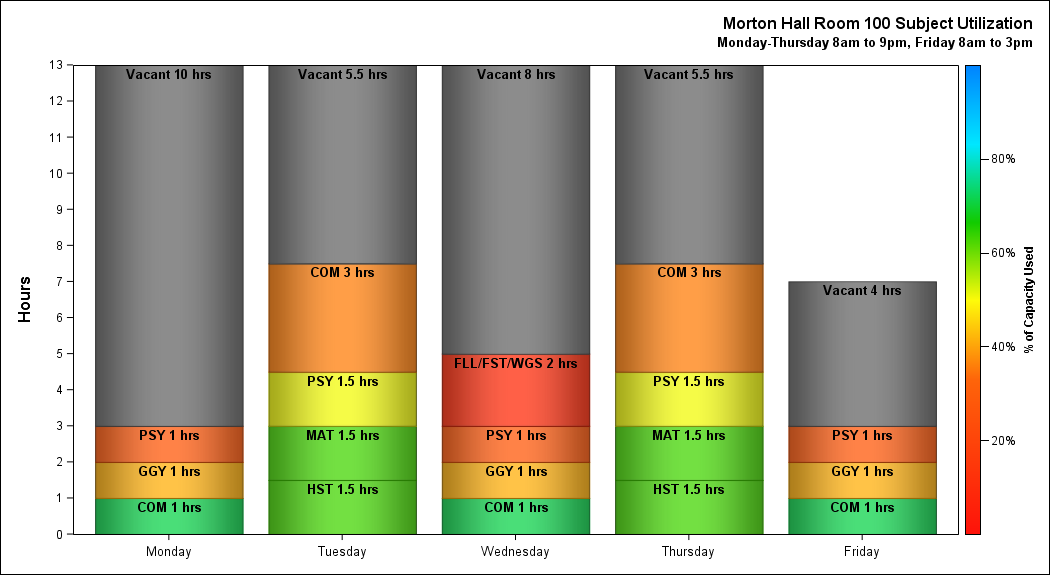 Morton Hall Room 100 Subject Utilization
Monday-Thursday 8am to 9pm, Friday 8am to 3pm
Hours
13
12
11
10
9
8
7
6
5
4
3
2
1
0
Vacant 10 hrs
PSY 1 hrs
GGY 1 hrs
COM 1 hrs
Monday
Vacant 5.5 hrs
COM 3 hrs
PSY 1.5 hrs
MAT 1.5 hrs
HST 1.5 hrs
Tuesday
Vacant 8 hrs
FLL/FST/WGS 2 hrs
PSY 1 hrs
GGY 1 hrs
COM 1 hrs
Wednesday
Vacant 5.5 hrs
COM 3 hrs
PSY 1.5 hrs
MAT 1.5 hrs
HST 1.5 hrs
Thursday
Vacant 4 hrs
PSY 1 hrs
GGY 1 hrs
COM 1 hrs
Friday
80%
60%
40%
20%
% of Capacity Used